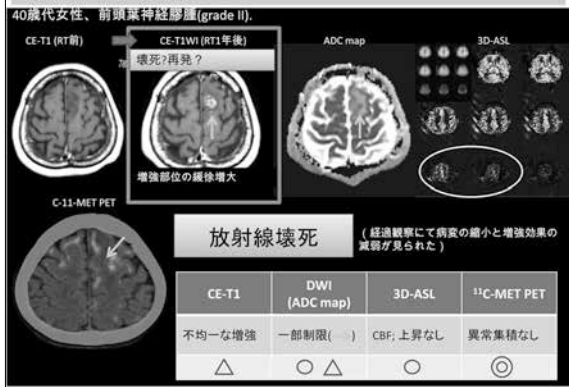 40歳代女性、前頭葉神経膠腫(grade II).
CE-T1 (RT前)
CE-T1WI (RT1年後)
ADC map
3D-ASL
壊死?再発？
増強部位の緩徐増大
C-11-MET PET
放射線壊死
（経過観察にて病変の縮小と増強効果の
減弱が見られた）
CE-T1
DWI
(ADC map)
3D-ASL
¹¹C-MET PET
不均一な増強
一部制限(
)
CBF; 上昇なし
異常集積なし
△
○ △
○
◎